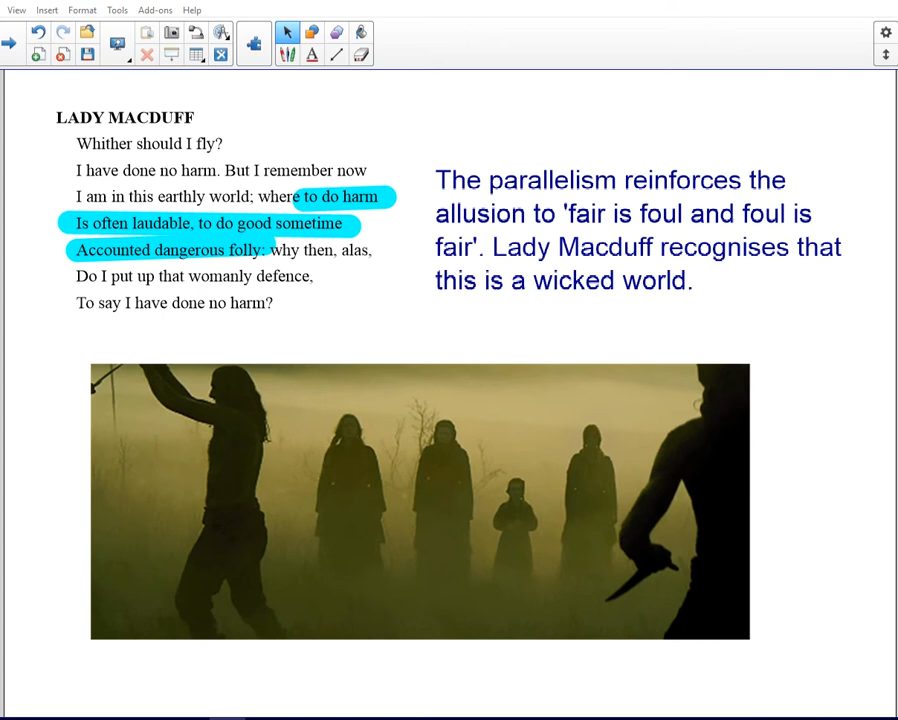 View Insert Format Tools Add-ons Help
LADY MACDUFF
Whither should I fly?
I have done no harm. But I remember now
I am in this earthly world; where to do harm
Is often laudable, to do good sometime
Accounted dangerous folly: why then, alas,
Do I put up that womanly defence,
To say I have done no harm?
The parallelism reinforces the
allusion to 'fair is foul and foul is
fair'. Lady Macduff recognises that
this is a wicked world.